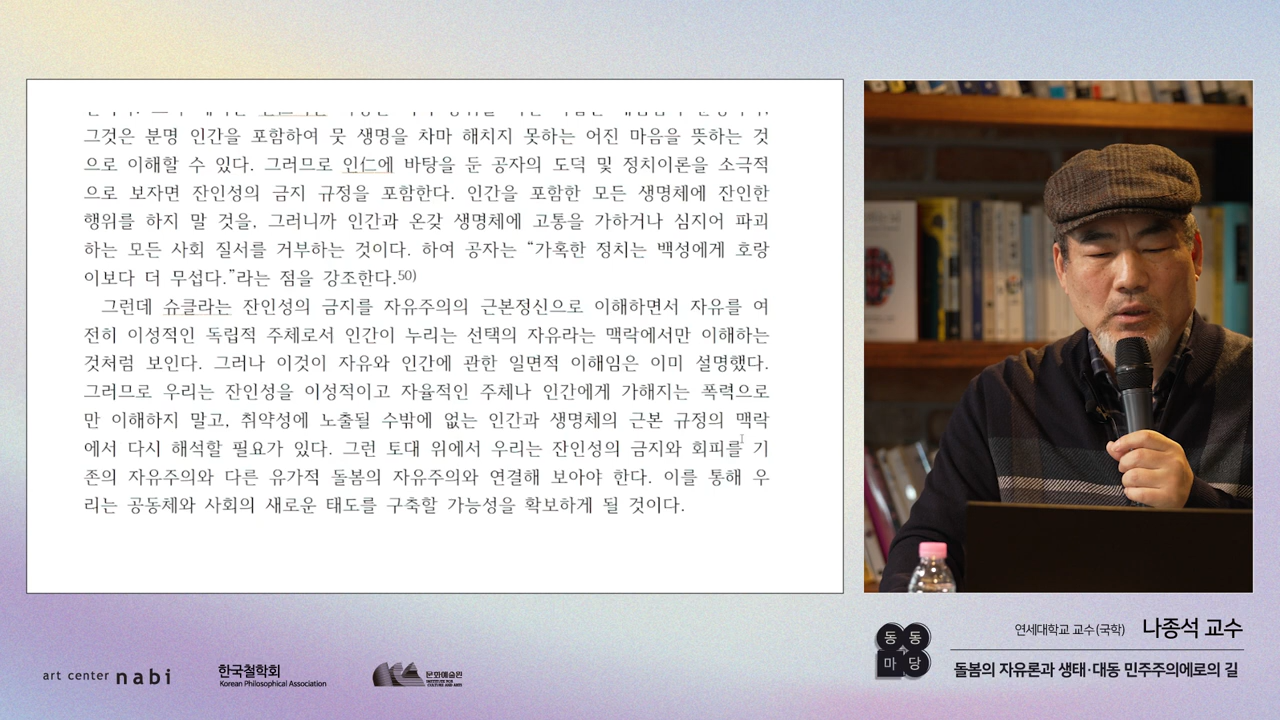 그것은 분명 인간을 포함하여 뭇 생명을 차마 해치지 못하는 어진 마음을 뜻하는 것
으로 이해할 수 있다. 그러므로 인仁에 바탕을 둔 공자의 도덕 및 정치이론을 소극적
으로 보자면 잔인성의 금지 규정을 포함한다. 인간을 포함한 모든 생명체에 잔인한
행위를 하지 말 것을, 그러니까 인간과 온갖 생명체에 고통을 가하거나 심지어 파괴
하는 모든 사회 질서를 거부하는 것이다. 하여 공자는 “가혹한 정치는 백성에게 호랑
이보다 더 무섭다.”라는 점을 강조한다.50)
그런데 슈클라는 잔인성의 금지를 자유주의의 근본정신으로 이해하면서 자유를 여
전히 이성적인 독립적 주체로서 인간이 누리는 선택의 자유라는 맥락에서만 이해하는
것처럼 보인다. 그러나 이것이 자유와 인간에 관한 일면적 이해임은 이미 설명했다.
그러므로 우리는 잔인성을 이성적이고 자율적인 주체나 인간에게 가해지는 폭력으로
만 이해하지 말고, 취약성에 노출될 수밖에 없는 인간과 생명체의 근본 규정의 맥락
에서 다시 해석할 필요가 있다. 그런 토대 위에서 우리는 잔인성의 금지와 회피를 기
존의 자유주의와 다른 유가적 돌봄의 자유주의와 연결해 보아야 한다. 이를 통해 우
리는 공동체와 사회의 새로운 태도를 구축할 가능성을 확보하게 될 것이다.
동동
마당
연세대학교 교수(국학) 나종석 교수
돌봄의 자유론과 생태·대동 민주주의에로의 길
art center nabi
한국철학회
Korean Philosophical Association
문화예술원
INSTITUTE FOR
CULTURE AND ARTS